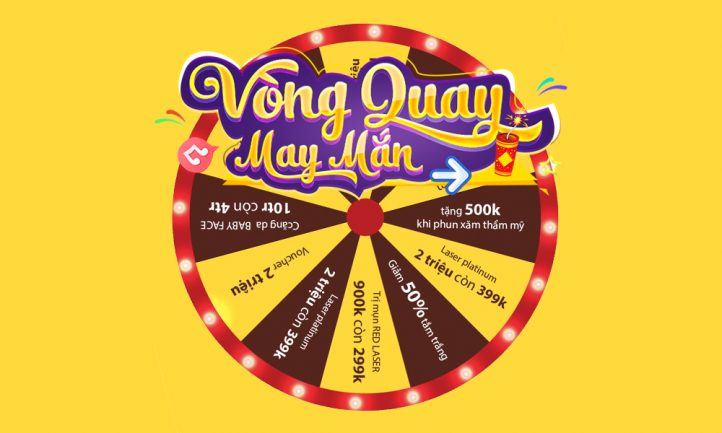 Vòng Quay
May Mắn
triệu
tặng 500k
khi phun xăm thẩm mỹ
Laser platinum
2 triệu còn 399k
Giảm 50% tắm trắng
Trị mụn RED LASER
900k còn 299k
Laser platinum
2 triệu còn 399k
Voucher 2 triệu
Ccăng da BABY FACE
10tr còn 4tr